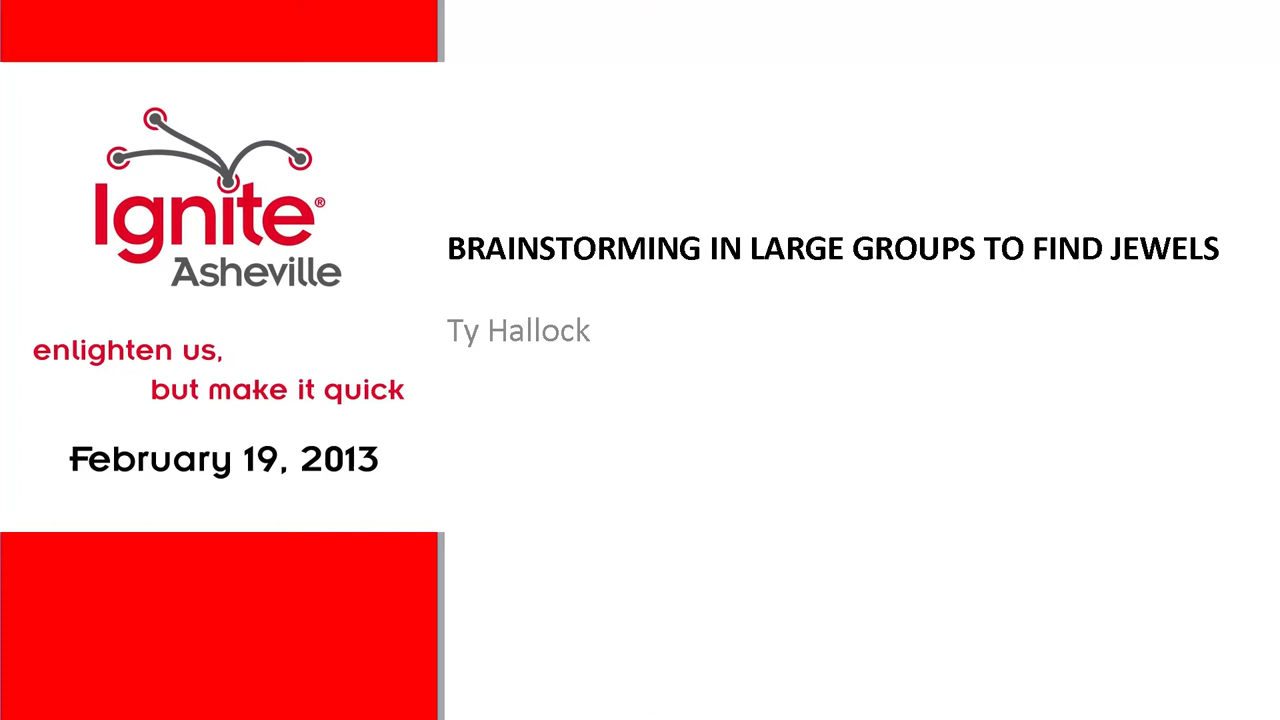 Ignite®
Asheville
enlighten us,
but make it quick
February 19, 2013
BRAINSTORMING IN LARGE GROUPS TO FIND JEWELS
Ty Hallock